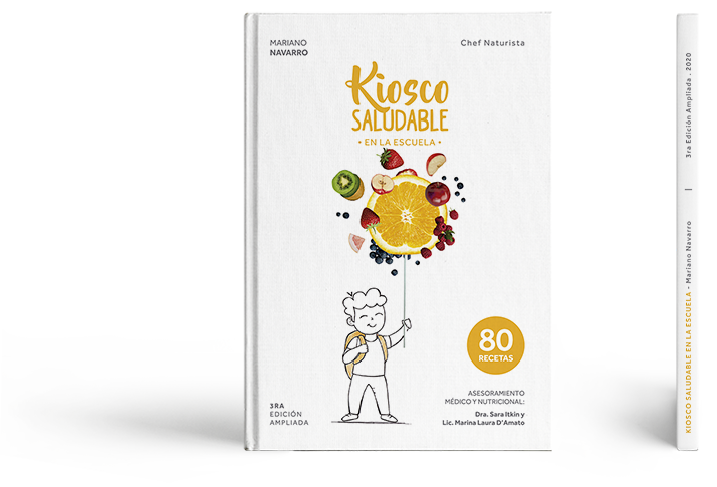 MARIANO
NAVARRO
Chef Naturista
Kiosco
SALUDABLE
• EN LA ESCUELA •
80
RECETAS
3RA
EDICIÓN
AMPLIADA
ASESORAMIENTO
MÉDICO Y NUTRICIONAL:
Dra. Sara Itkin y
Lic. Marina Laura D'Amato
KIOSCO SALUDABLE EN LA ESCUELA - Mariano Navarro | 3ra Edición Ampliada . 2020